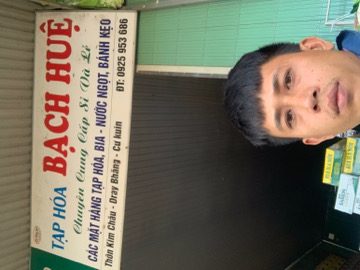 TẠP HÓA
BẠCH HUỆ
Chuyên Cung Cấp Sỉ Và Lẻ
CÁC MẶT HÀNG TẠP HÓA, BIA - NƯỚC NGỌT, BÁNH KẸO
Thôn Kim Châu - Dray Bhăng - Cư kuin
ĐT: 0925 953 686